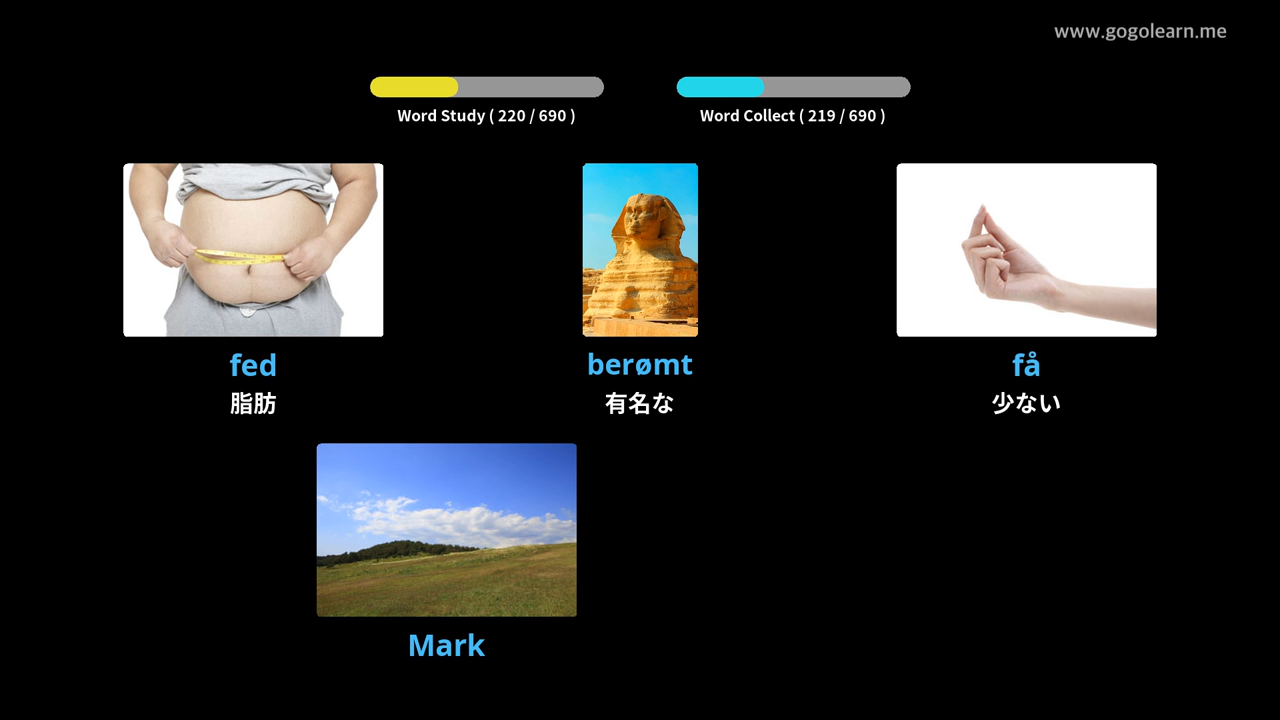 www.gogolearn.me
Word Study ( 220 / 690 )
Word Collect ( 219 / 690 )
fed
脂肪
berømt
有名な
få
少ない
Mark